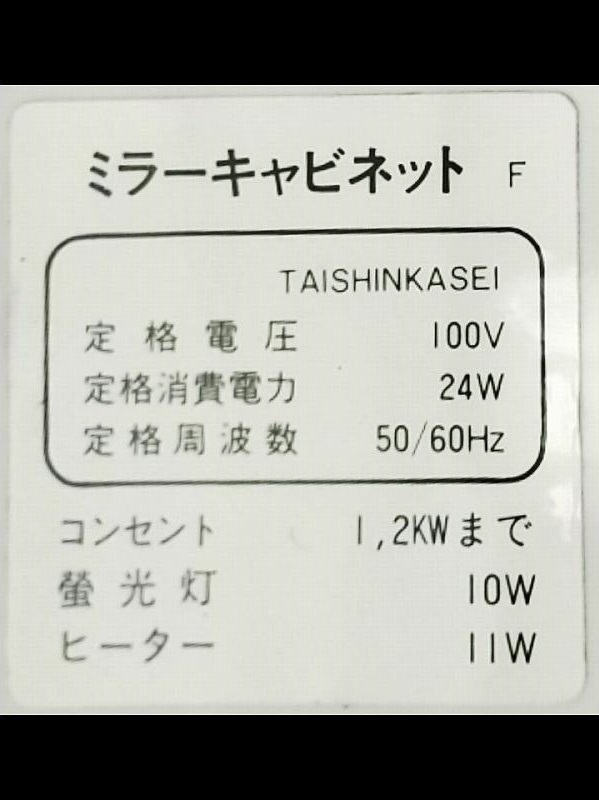 ミラーキャビネット F
TAISHINKASEI
定格電圧 100V
定格消費電力 24W
定格周波数 50/60Hz
コンセント 1,2KWまで
螢光灯 10W
ヒーター 11W